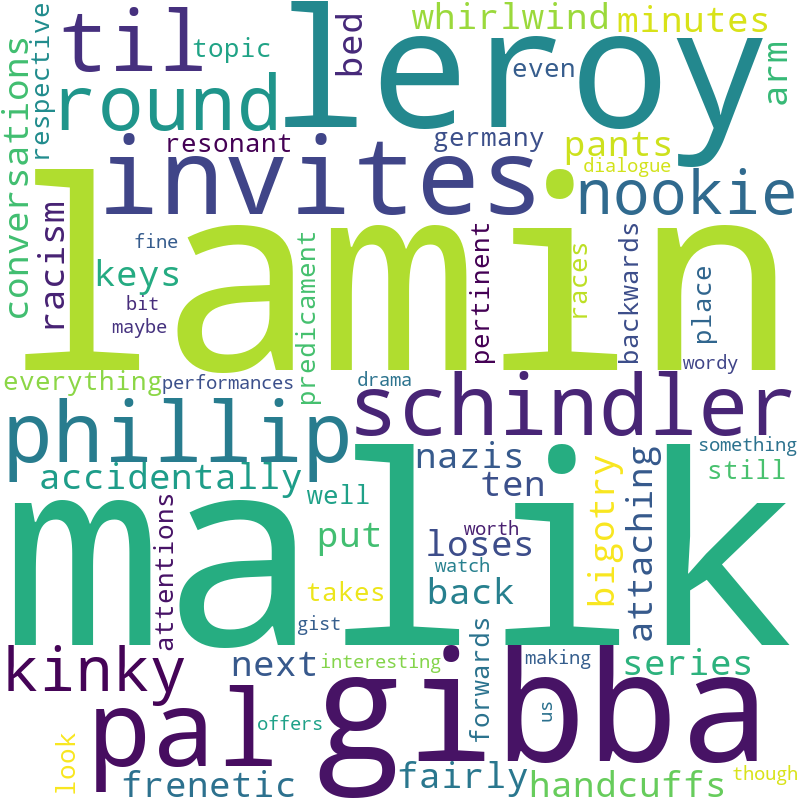 whirlwind
minutes
til
leroy
topic
bed
even
arm
respective
conversations
round
resonant
germany
pants
dialogue
invites
nookie
lamin
racism
fine
keys
bit
maybe
predicament
pertinent
races
backwards
place
everything
performances
drama
wordy
phillip
schindler
accidentally
nazis
something
ten
still
well
bigotry
attaching
malik
attentions
put
loses
worth
watch
back
takes
gist
kinky
next
interesting
making
series
pal
gibba
forwards
us
offers
look
frenetic
fairly
handcuffs
though